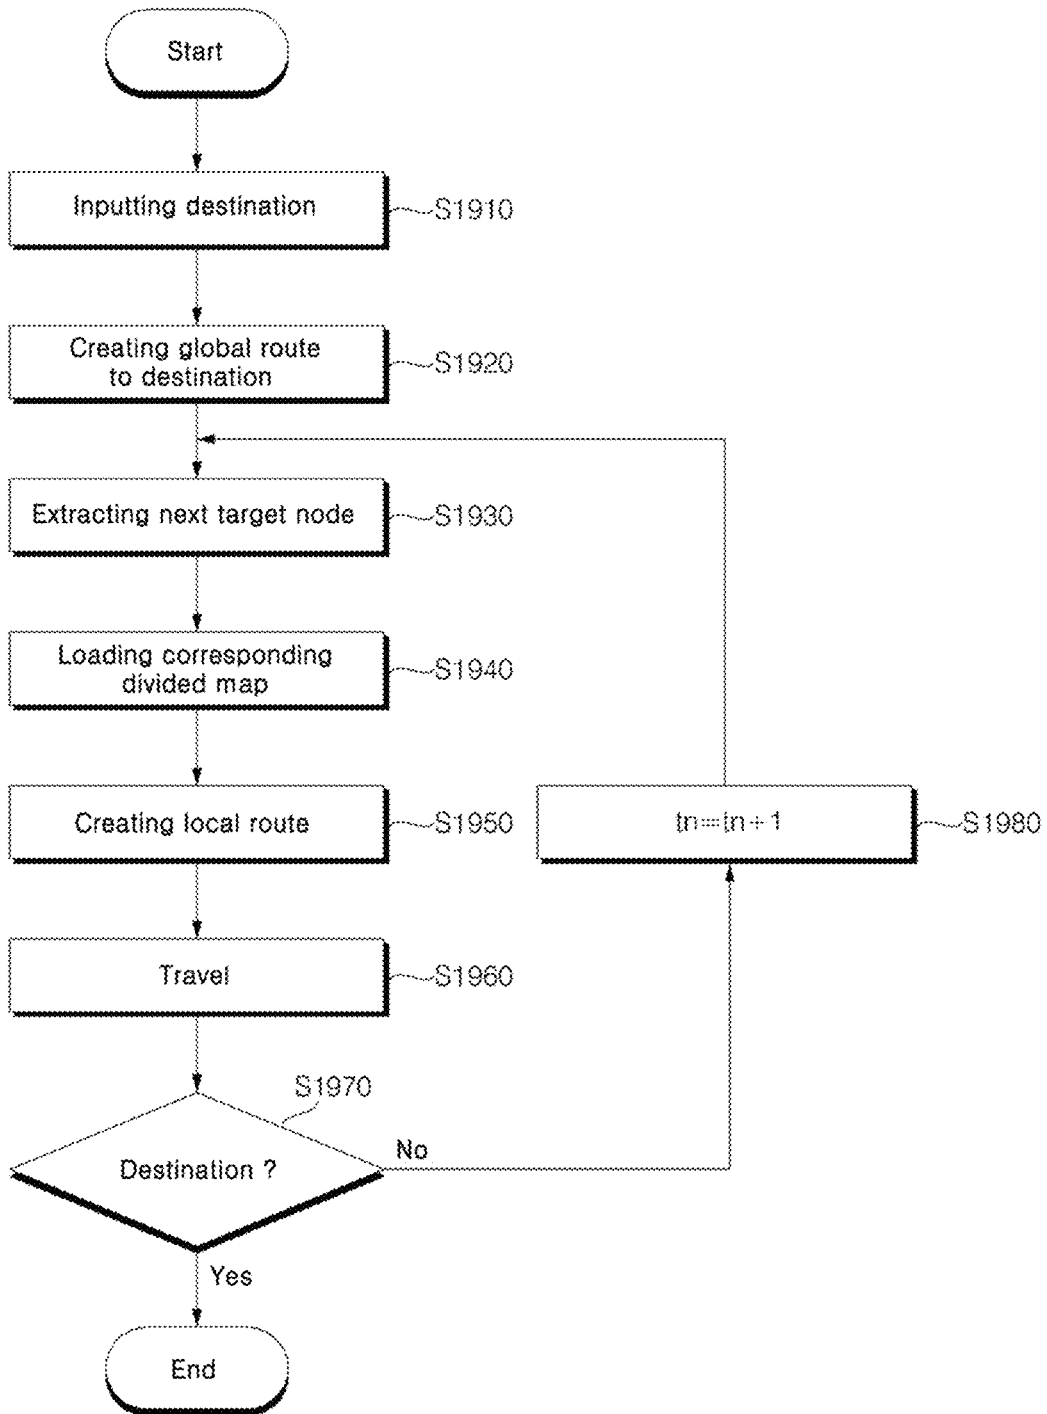 Start
Inputting destination
S1910
Creating global route
to destination
S1920
Extracting next target node
S1930
Loading corresponding
divided map
S1940
Creating local route
S1950
tn=tn+1
S1980
Travel
S1960
S1970
Destination ?
No
Yes
End